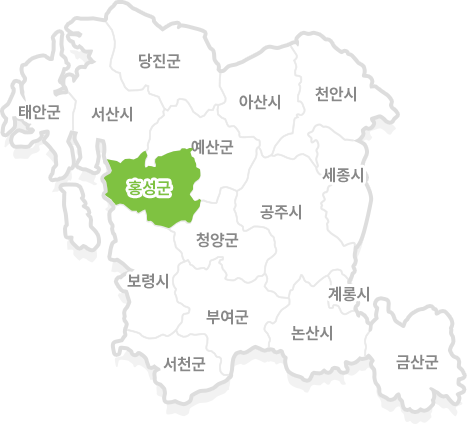 당진군
천안시
아산시
태안군
서산시
예산군
세종시
홍성군
공주시
청양군
보령시
계롱시
부여군
논산시
서천군
금산군